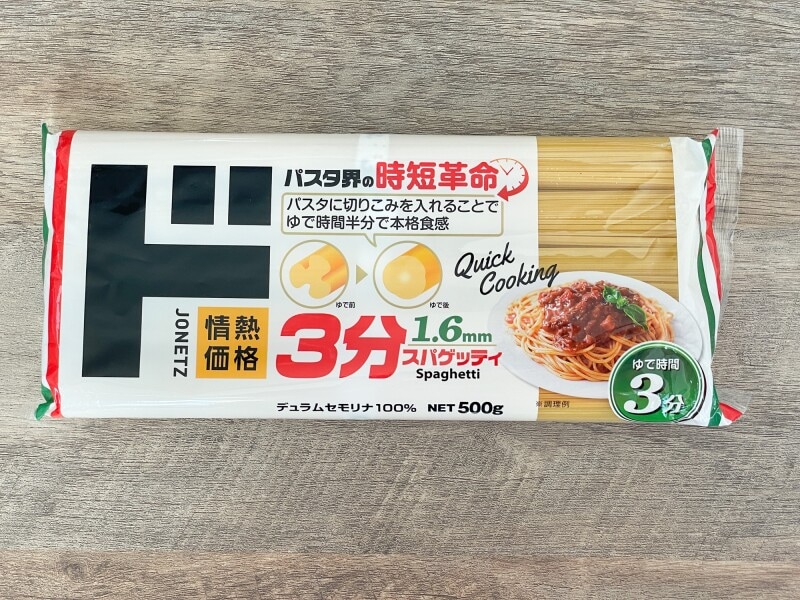 ド
JONETZ
情熱
価格
パスタ界の時短革命
パスタに切りこみを入れることで
ゆで時間半分で本格食感
ゆで前
ゆで後
Quick
Cooking
3分
1.6mm
スパゲッティ
Spaghetti
デュラムセモリナ100% NET 500g
※調理例
ゆで時間
3分